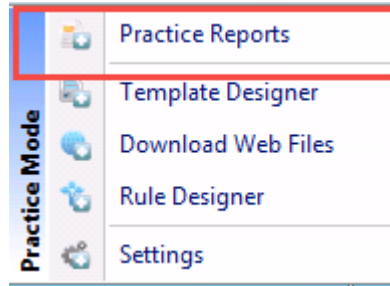 Practice Reports
Template Designer
Download Web Files
Rule Designer
Settings
Practice Mode